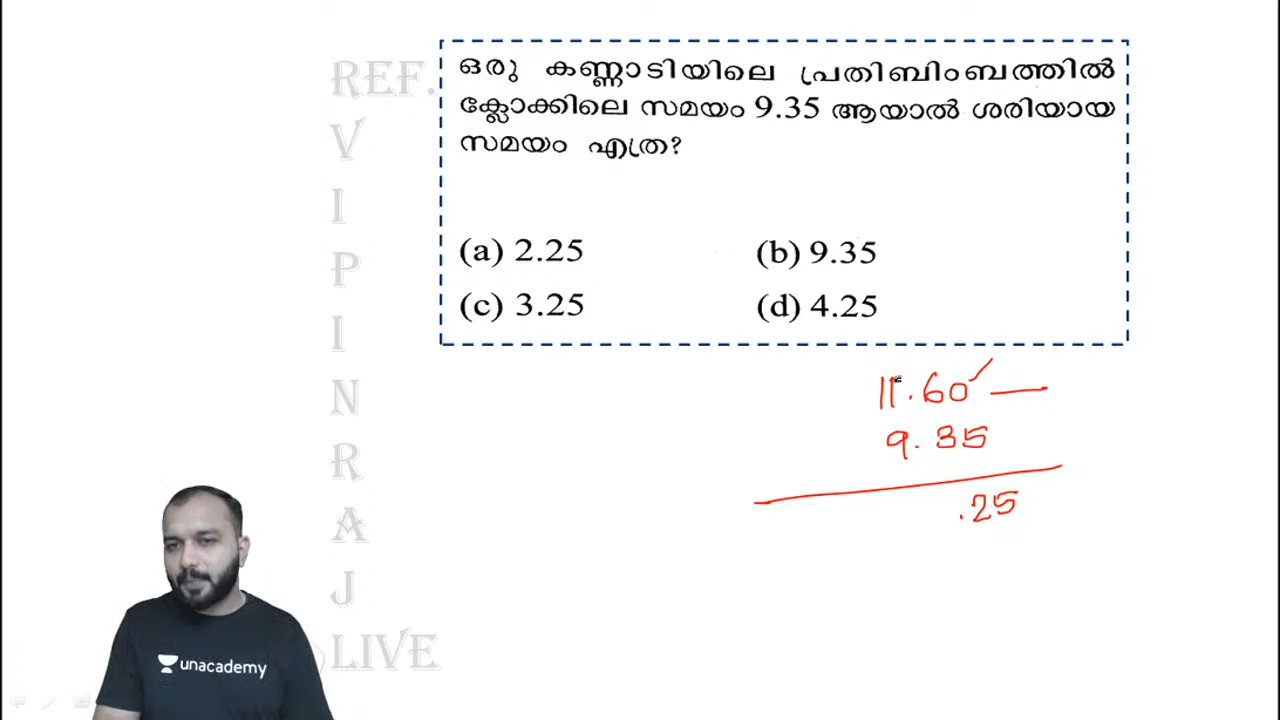 REF.
V
I
P
I
N
R
A
J
LIVE
ഒരു കണ്ണാടിയിലെ പ്രതിബിംബത്തിൽ
ക്ലോക്കിലെ സമയം 9.35 ആയാൽ ശരിയായ
സമയം എത്ര?
(a) 2.25 (b) 9.35
(c) 3.25 (d) 4.25
11.60
9.35
.25
unacademy